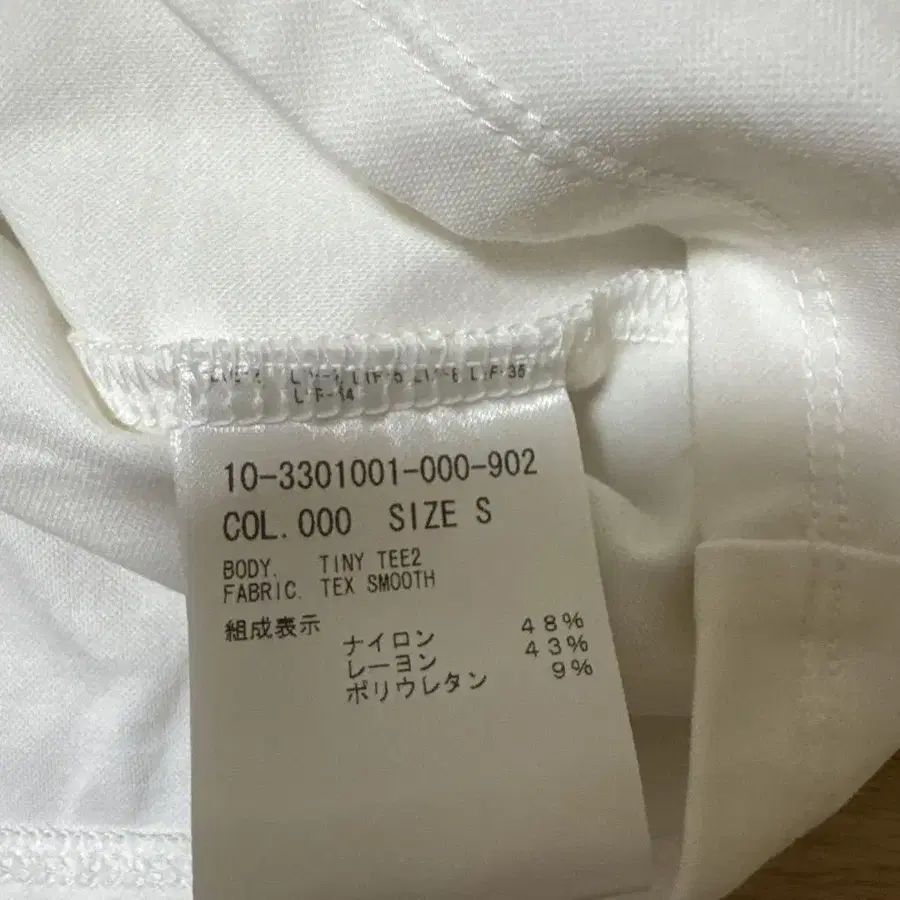 10-3301001-000-902
COL.000 SIZE S
BODY. TINY TEE2
FABRIC. TEX SMOOTH
組成表示
ナイロン 48%
レーヨン 43%
ポリウレタン 9%